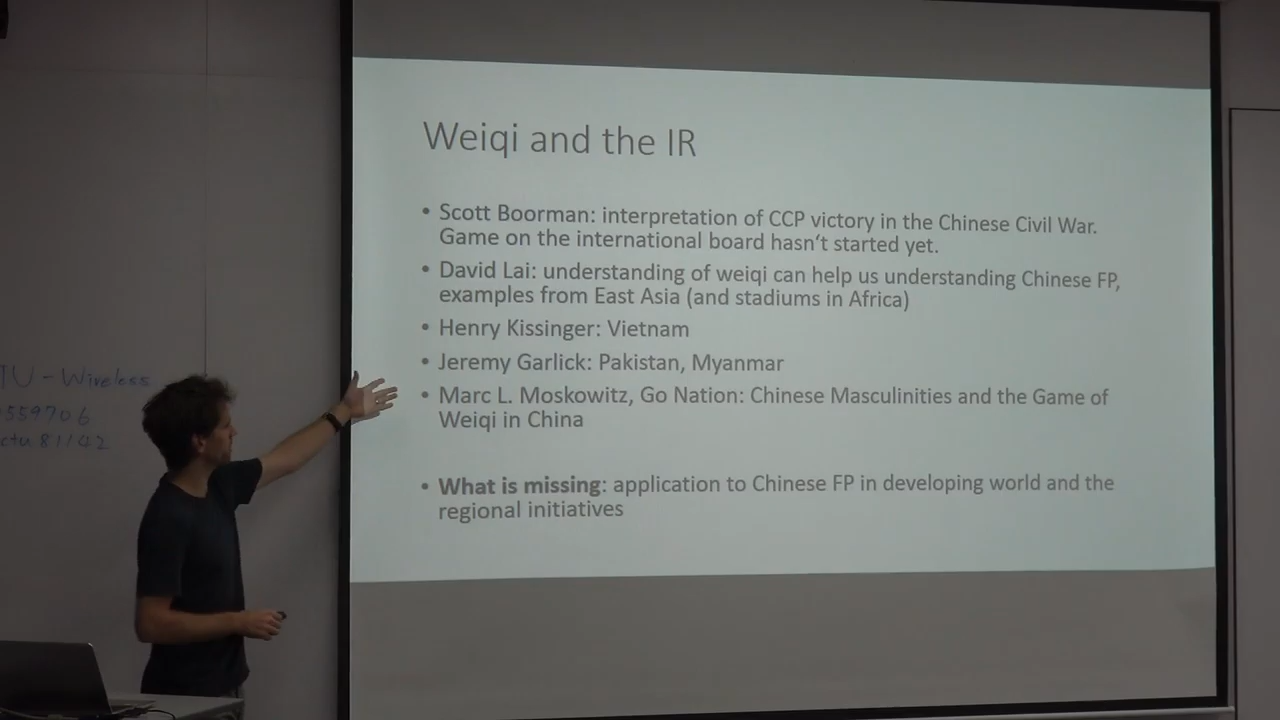 Weiqi and the IR
• Scott Boorman: interpretation of CCP victory in the Chinese Civil War.
Game on the international board hasn‘t started yet.
• David Lai: understanding of weiqi can help us understanding Chinese FP,
examples from East Asia (and stadiums in Africa)
• Henry Kissinger: Vietnam
• Jeremy Garlick: Pakistan, Myanmar
• Marc L. Moskowitz, Go Nation: Chinese Masculinities and the Game of
Weiqi in China
• What is missing: application to Chinese FP in developing world and the
regional initiatives
TU-Wireless
559706
ctu 81/42